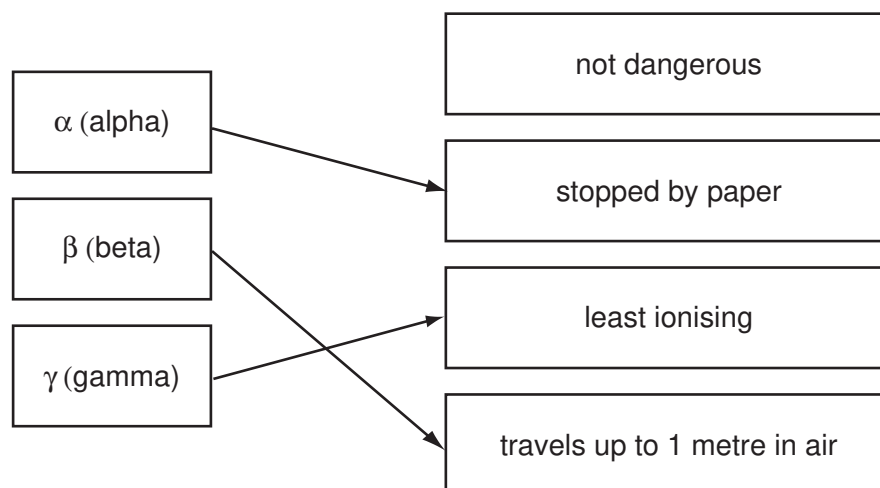 not dangerous
α (alpha)
stopped by paper
β (beta)
least ionising
γ (gamma)
travels up to 1 metre in air